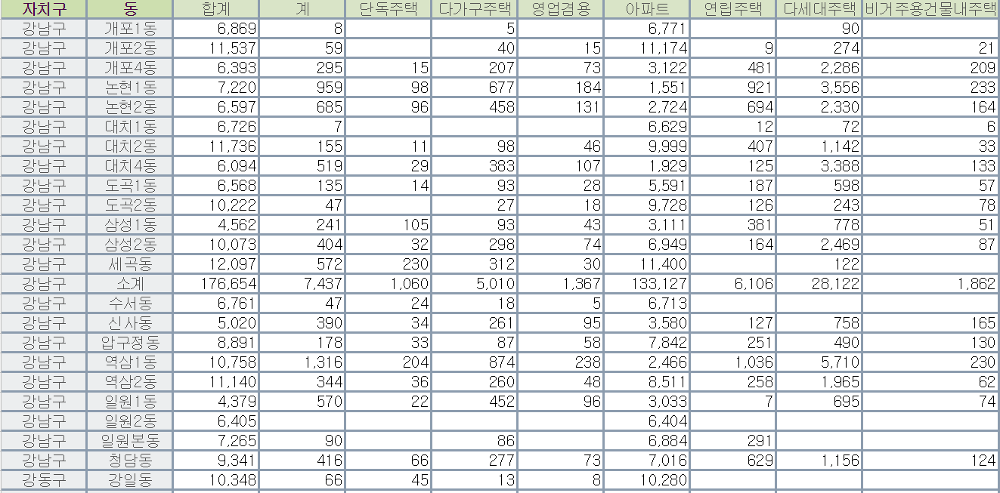 자치구 동 합계 계 단독주택 다가구주택 영업겸용 아파트 연립주택 다세대주택 비거주용건물내주택
강남구 개포1동 6,869 8 5 6,771 90
강남구 개포2동 11,537 59 40 15 11,174 9 274 21
강남구 개포4동 6,393 295 15 207 73 3,122 481 2,286 209
강남구 논현1동 7,220 959 98 677 184 1,551 921 3,556 233
강남구 논현2동 6,597 685 96 458 131 2,724 694 2,330 164
강남구 대치1동 6,726 7 6,629 12 72 6
강남구 대치2동 11,736 155 11 98 46 9,999 407 1,142 33
강남구 대치4동 6,094 519 29 383 107 1,929 125 3,388 133
강남구 도곡1동 6,568 135 14 93 28 5,591 187 598 57
강남구 도곡2동 10,222 47 27 18 9,728 126 243 78
강남구 삼성1동 4,562 241 105 93 43 3,111 381 778 51
강남구 삼성2동 10,073 404 32 298 74 6,949 164 2,469 87
강남구 세곡동 12,097 572 230 312 30 11,400 122
강남구 소계 176,654 7,437 1,060 5,010 1,367 133,127 6,106 28,122 1,862
강남구 수서동 6,761 47 24 18 5 6,713
강남구 신사동 5,020 390 34 261 95 3,580 127 758 165
강남구 압구정동 8,891 178 33 87 58 7,842 251 490 130
강남구 역삼1동 10,758 1,316 204 874 238 2,466 1,036 5,710 230
강남구 역삼2동 11,140 344 36 260 48 8,511 258 1,965 62
강남구 일원1동 4,379 570 22 452 96 3,033 7 695 74
강남구 일원2동 6,405 6,404
강남구 일원본동 7,265 90 86 6,884 291
강남구 청담동 9,341 416 66 277 73 7,016 629 1,156 124
강동구 강일동 10,348 66 45 13 8 10,280